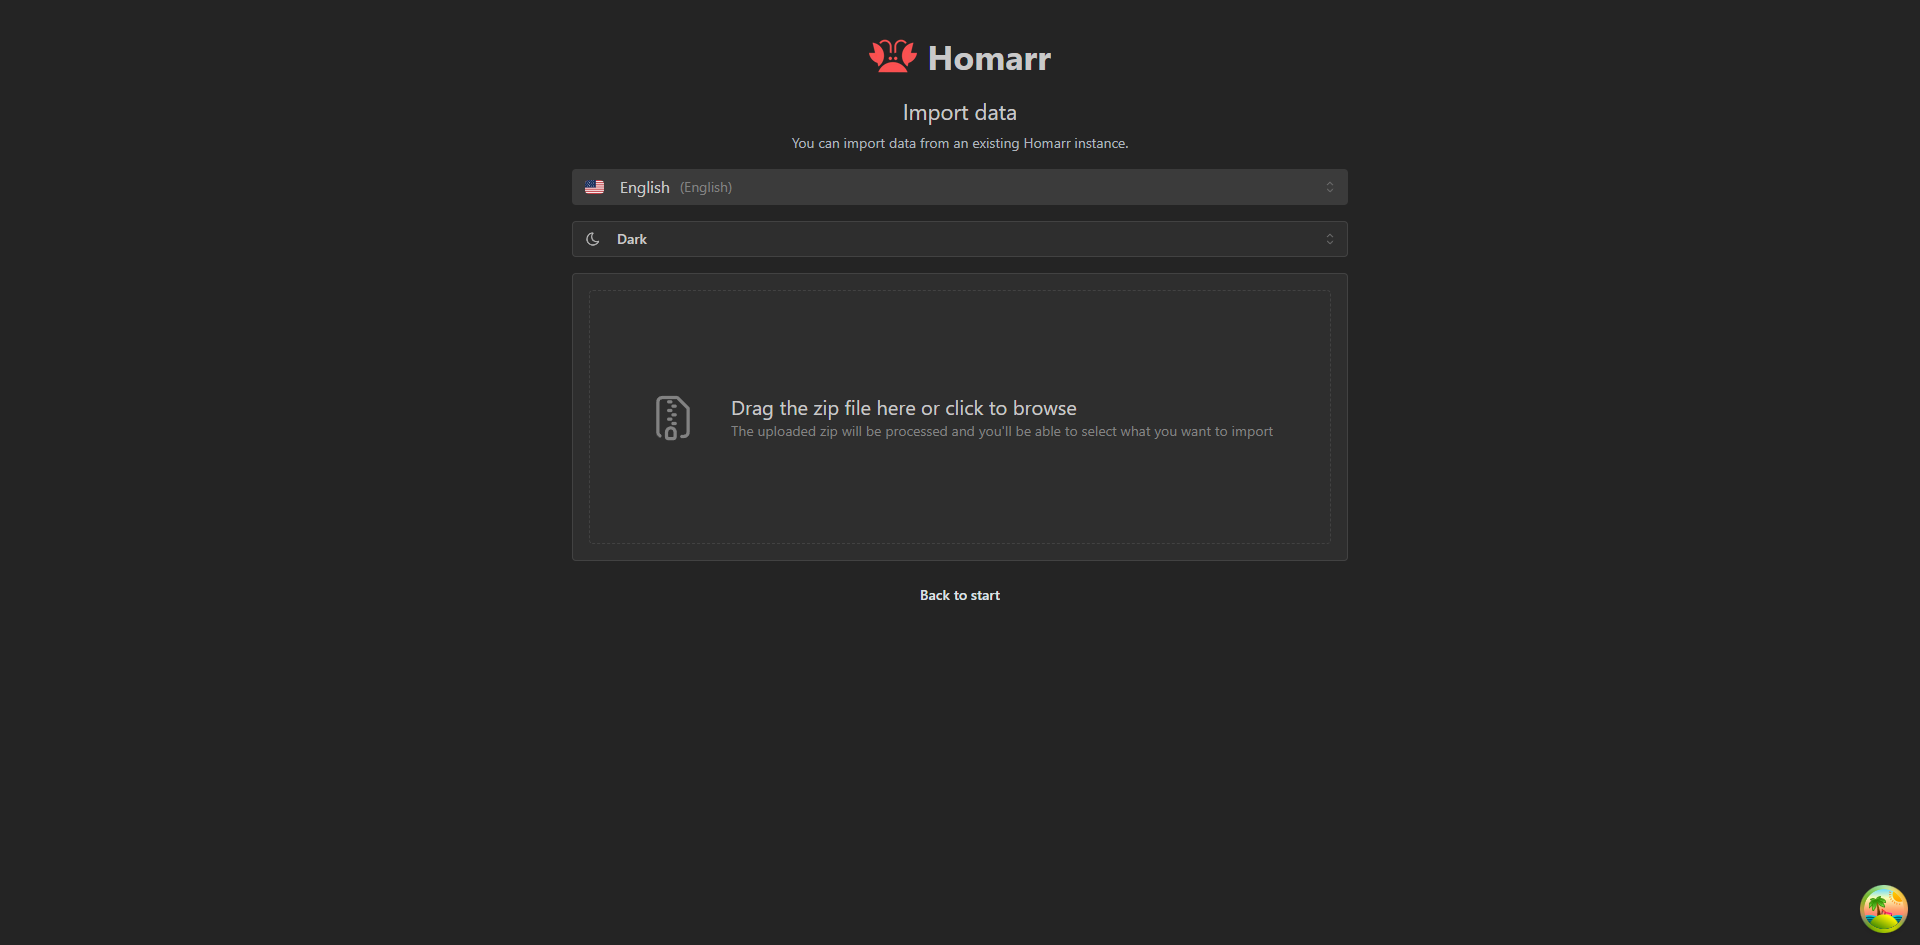 Homarr
Import data
You can import data from an existing Homarr instance.
English (English)
Dark
Drag the zip file here or click to browse
The uploaded zip will be processed and you'll be able to select what you want to import
Back to start